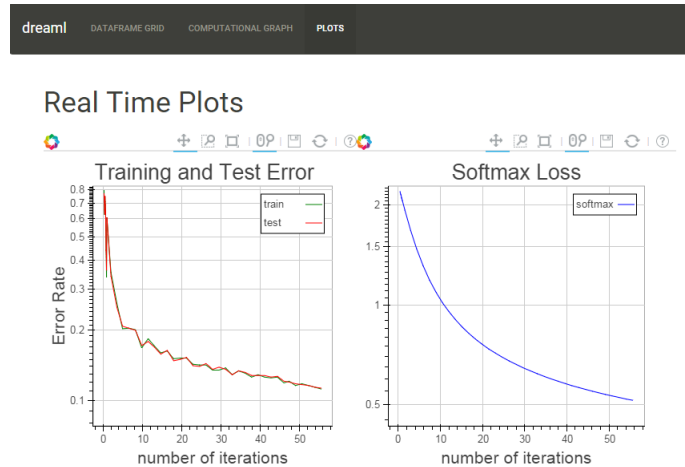 dreaml DATAFRAME GRID COMPUTATIONAL GRAPH PLOTS
Real Time Plots
Training and Test Error
0.8
0.7
0.6
0.5
0.4
0.3
0.2
0.1
Error Rate
train
test
0 10 20 30 40 50
number of iterations
Softmax Loss
2
1.5
1
0.5
softmax
0 10 20 30 40 50
number of iterations